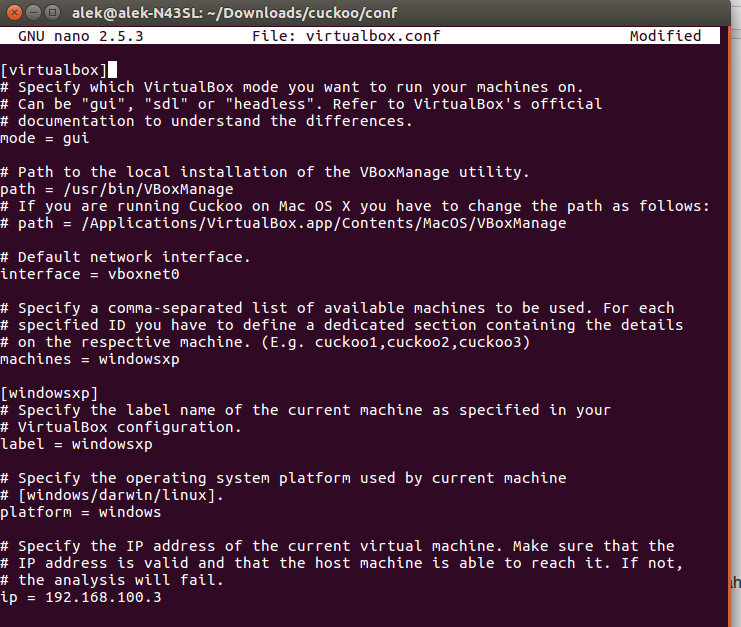 alek@alek-N43SL: ~/Downloads/cuckoo/conf
GNU nano 2.5.3 File: virtualbox.conf Modified
[virtualbox]
# Specify which VirtualBox mode you want to run your machines on.
# Can be "gui", "sdl" or "headless". Refer to VirtualBox's official
# documentation to understand the differences.
mode = gui
# Path to the local installation of the VBoxManage utility.
path = /usr/bin/VBoxManage
# If you are running Cuckoo on Mac OS X you have to change the path as follows:
# path = /Applications/VirtualBox.app/Contents/MacOS/VBoxManage
# Default network interface.
interface = vboxnet0
# Specify a comma-separated list of available machines to be used. For each
# specified ID you have to define a dedicated section containing the details
# on the respective machine. (E.g. cuckoo1,cuckoo2,cuckoo3)
machines = windowsxp
[windowsxp]
# Specify the label name of the current machine as specified in your
# VirtualBox configuration.
label = windowsxp
# Specify the operating system platform used by current machine
# [windows/darwin/linux].
platform = windows
# Specify the IP address of the current virtual machine. Make sure that the
# IP address is valid and that the host machine is able to reach it. If not,
# the analysis will fail.
ip = 192.168.100.3